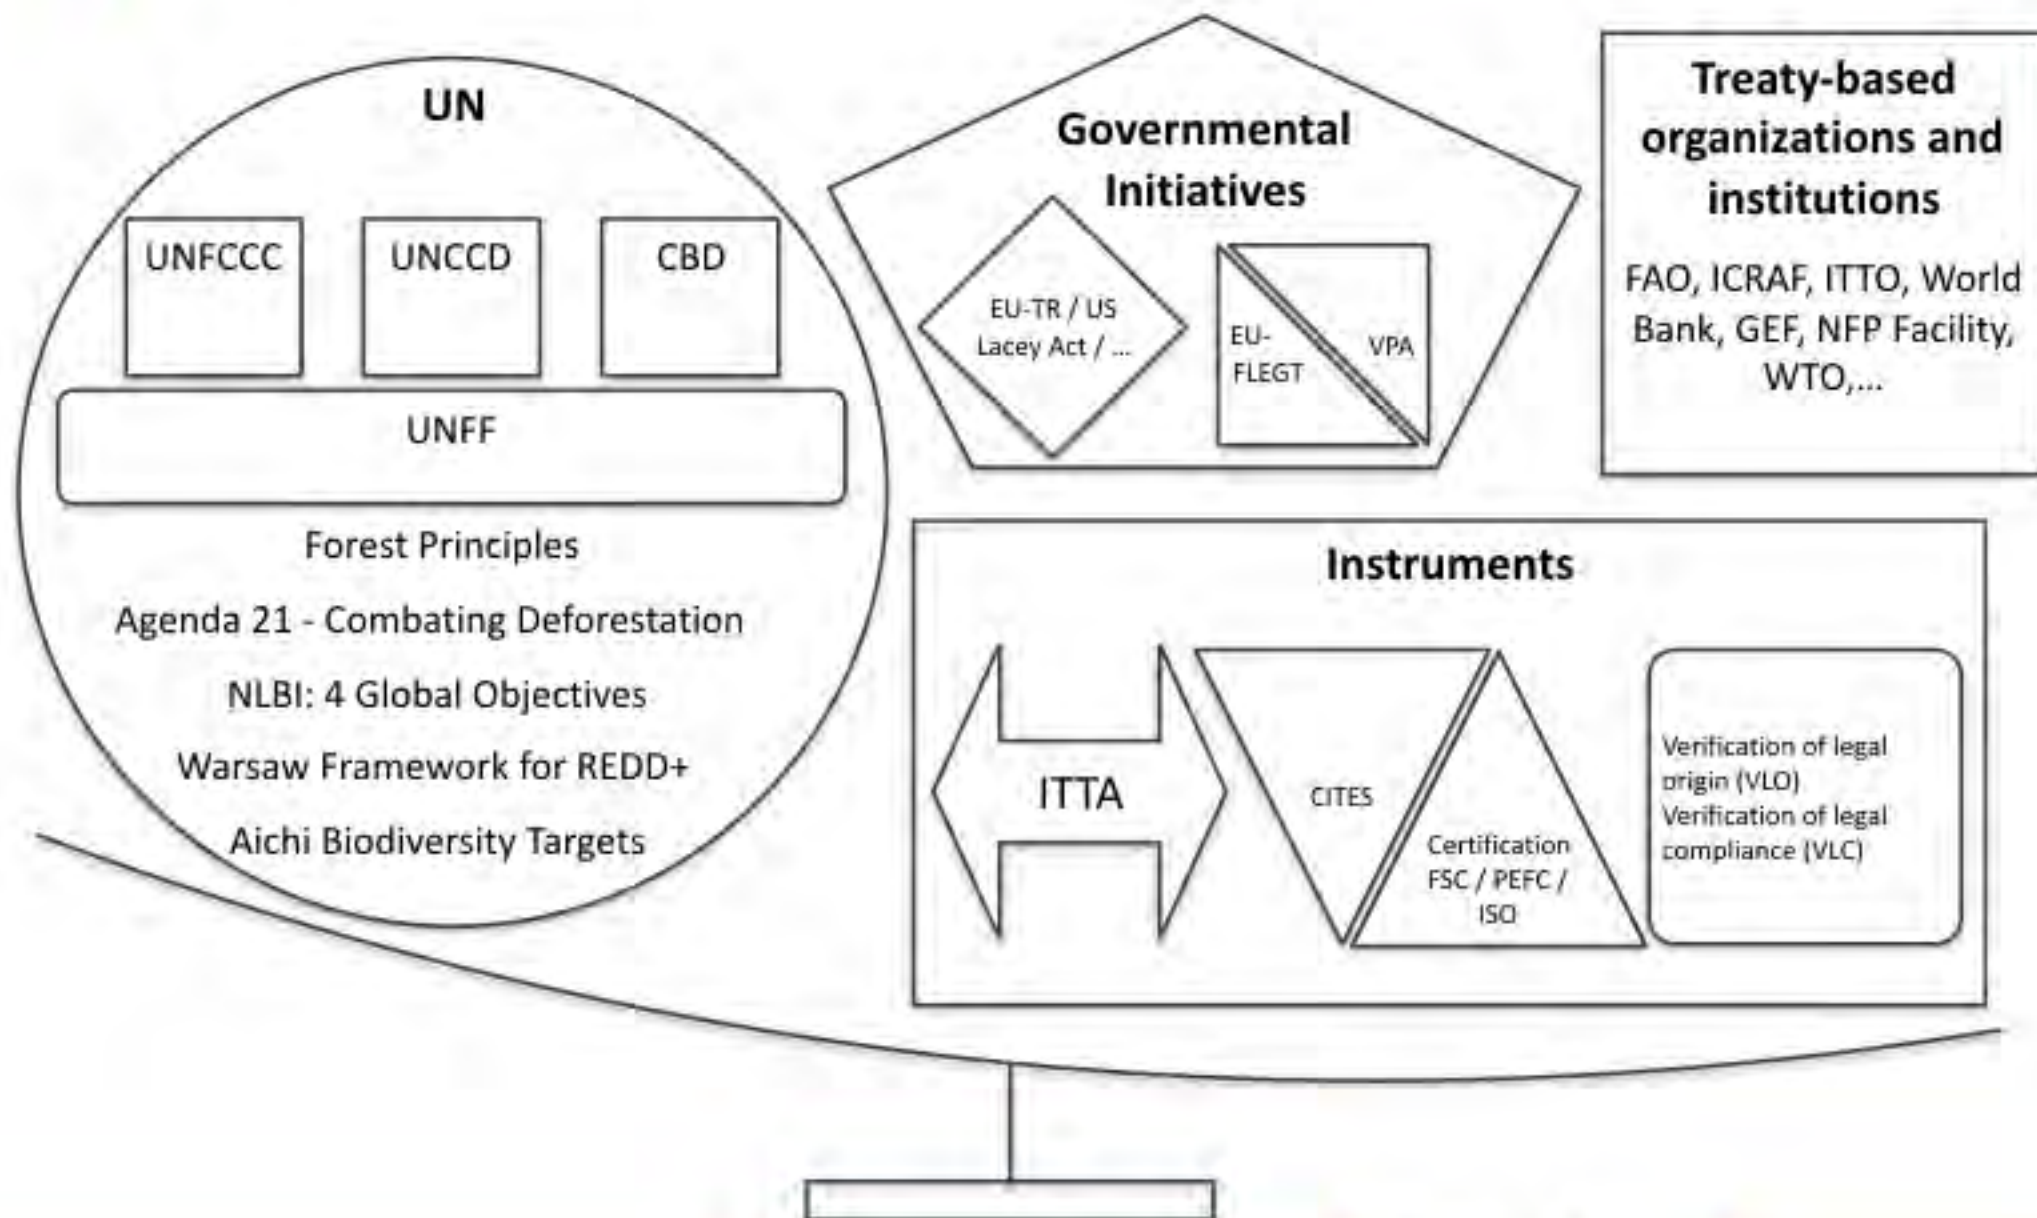 UN
UNFCCC
UNCCD
CBD
UNFF
Forest Principles
Agenda 21 - Combating Deforestation
NLBI: 4 Global Objectives
Warsaw Framework for REDD+
Aichi Biodiversity Targets
Governmental
Initiatives
EU-TR / US
Lacey Act / ...
EU-
FLEGT
VPA
Treaty-based
organizations and
institutions
FAO, ICRAF, ITTO, World
Bank, GEF, NFP Facility,
WTO,...
Instruments
ITTA
CITES
Certification
FSC / PEFC /
ISO
Verification of legal
origin (VLO)
Verification of legal
compliance (VLC)